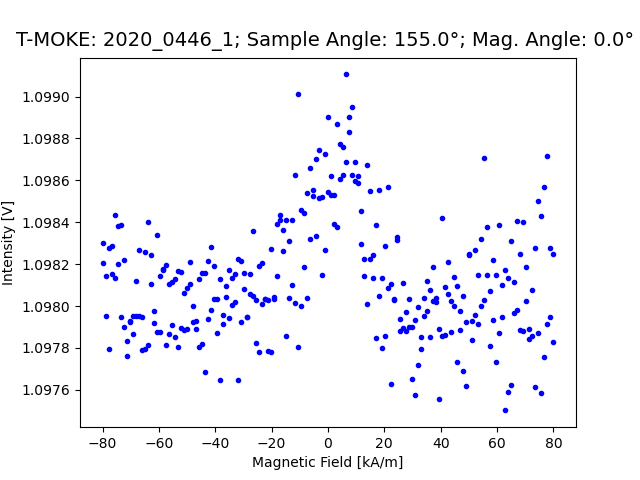 T-MOKE: 2020_0446_1; Sample Angle: 155.0°; Mag. Angle: 0.0°
1.0990
1.0988
1.0986
1.0984
1.0982
1.0980
1.0978
1.0976
Intensity [V]
−80 −60 −40 −20 0 20 40 60 80
Magnetic Field [kA/m]